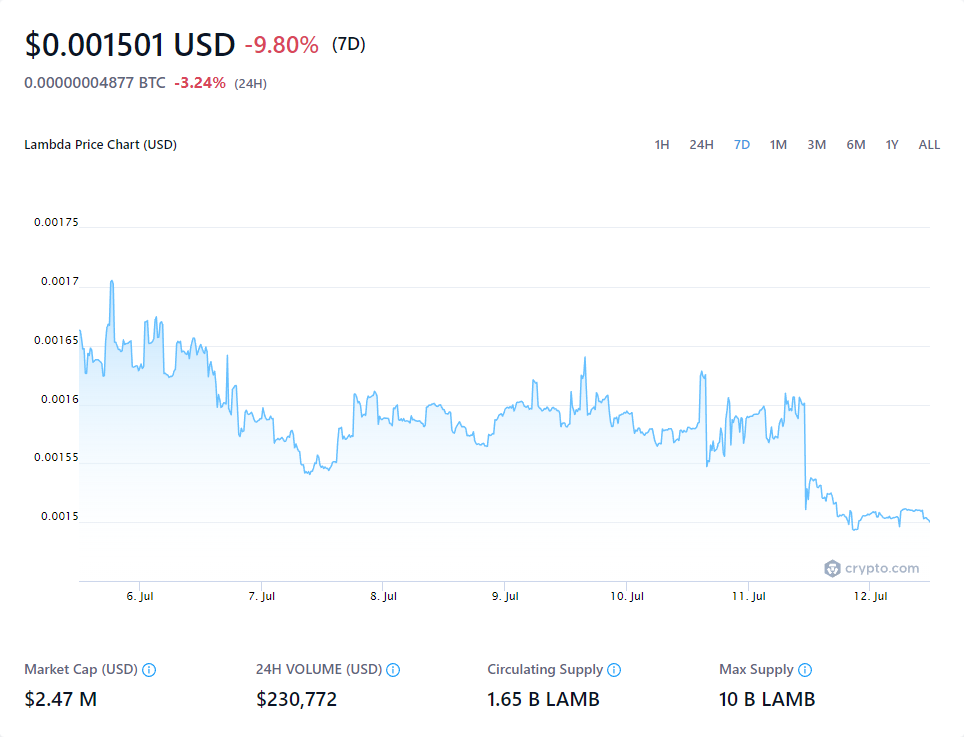 $0.001501 USD -9.80% (7D)
0.00000004877 BTC -3.24% (24H)
Lambda Price Chart (USD)
1H 24H 7D 1M 3M 6M 1Y ALL
0.00175
0.0017
0.00165
0.0016
0.00155
0.0015
crypto.com
6. Jul 7. Jul 8. Jul 9. Jul 10. Jul 11. Jul 12. Jul
Market Cap (USD) 24H VOLUME (USD) Circulating Supply Max Supply
$2.47 M $230,772 1.65 B LAMB 10 B LAMB